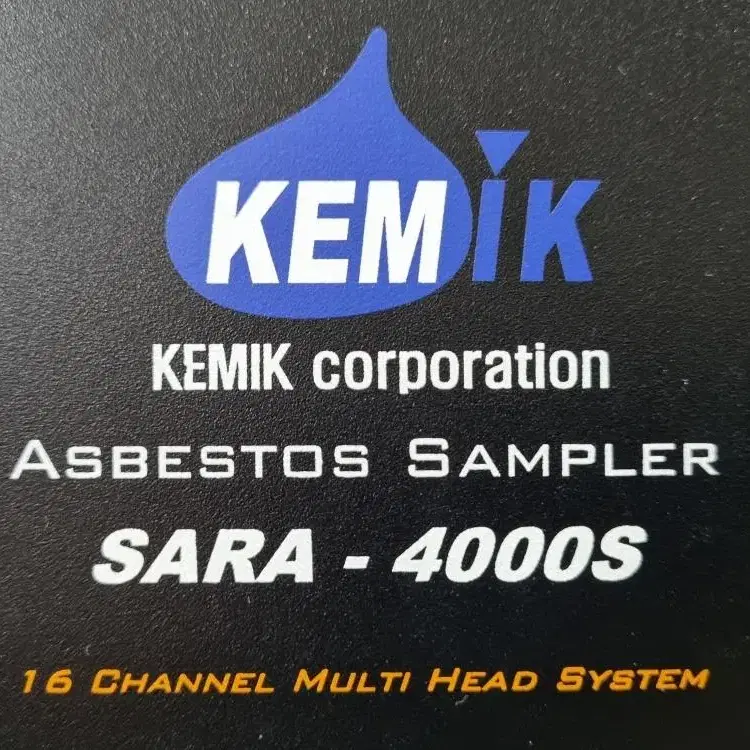 KEMIK
KEMIK corporation
ASBESTOS SAMPLER
SARA - 4000S
16 CHANNEL MULTI HEAD SYSTEM